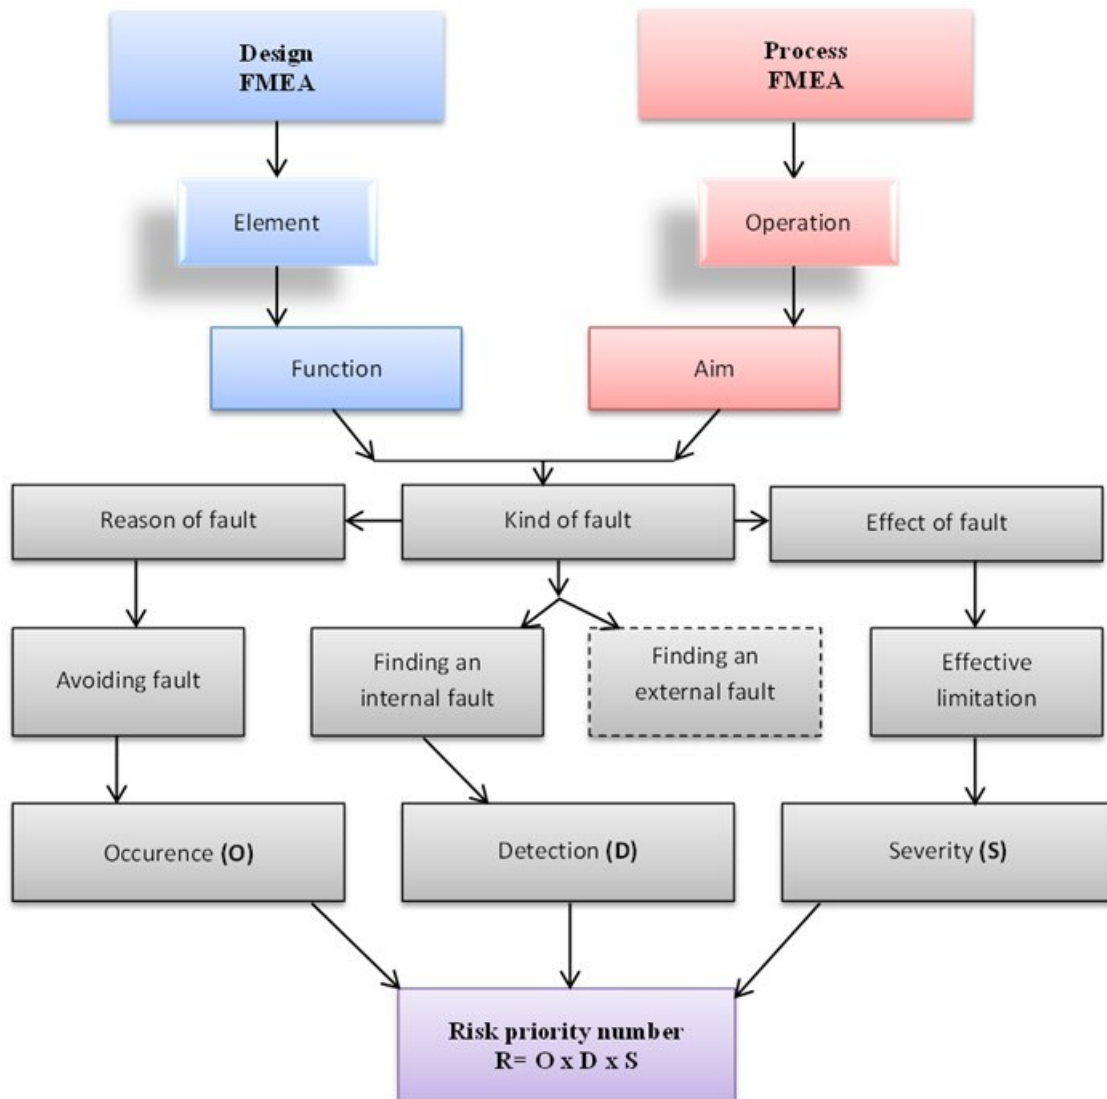 Design
FMEA
Process
FMEA
Element
Operation
Function
Aim
Reason of fault
Kind of fault
Effect of fault
Avoiding fault
Finding an
internal fault
Finding an
external fault
Effective
limitation
Occurence (O)
Detection (D)
Severity (S)
Risk priority number
R= O x D x S